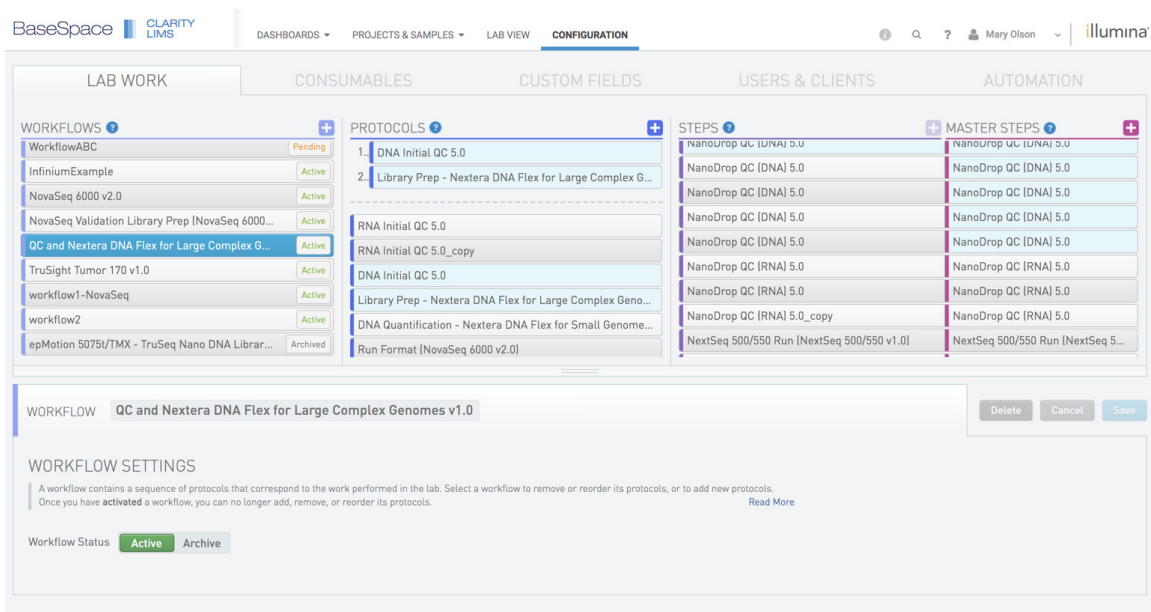 BaseSpace CLARITY LIMS
DASHBOARDS PROJECTS & SAMPLES LAB VIEW CONFIGURATION
? Mary Olson illumina
LAB WORK CONSUMABLES CUSTOM FIELDS USERS & CLIENTS AUTOMATION
WORKFLOWS ? +
WorkflowABC Pending
InfiniumExample Active
NovaSeq 6000 v2.0 Active
NovaSeq Validation Library Prep (NovaSeq 6000... Active
QC and Nextera DNA Flex for Large Complex G... Active
TruSight Tumor 170 v1.0 Active
workflow1-NovaSeq Active
workflow2 Active
epMotion 5075t/TMX - TruSeq Nano DNA Librar... Archived
PROTOCOLS ? +
1.. DNA Initial QC 5.0
2.. Library Prep - Nextera DNA Flex for Large Complex G...
RNA Initial QC 5.0
RNA Initial QC 5.0_copy
DNA Initial QC 5.0
Library Prep - Nextera DNA Flex for Large Complex Geno...
DNA Quantification - Nextera DNA Flex for Small Genome...
Run Format (NovaSeq 6000 v2.0)
STEPS ? +
NanoDrop QC (DNA) 5.0
NanoDrop QC (DNA) 5.0
NanoDrop QC (DNA) 5.0
NanoDrop QC (DNA) 5.0
NanoDrop QC (DNA) 5.0
NanoDrop QC (RNA) 5.0
NanoDrop QC (RNA) 5.0
NanoDrop QC (RNA) 5.0_copy
NextSeq 500/550 Run (NextSeq 500/550 v1.0)
MASTER STEPS ? +
NanoDrop QC (DNA) 5.0
NanoDrop QC (DNA) 5.0
NanoDrop QC (DNA) 5.0
NanoDrop QC (DNA) 5.0
NanoDrop QC (DNA) 5.0
NanoDrop QC (RNA) 5.0
NanoDrop QC (RNA) 5.0
NanoDrop QC (RNA) 5.0
NextSeq 500/550 Run (NextSeq 5...
WORKFLOW QC and Nextera DNA Flex for Large Complex Genomes v1.0 Delete Cancel Save
WORKFLOW SETTINGS
A workflow contains a sequence of protocols that correspond to the work performed in the lab. Select a workflow to remove or reorder its protocols, or to add new protocols.
Once you have activated a workflow, you can no longer add, remove, or reorder its protocols. Read More
Workflow Status Active Archive